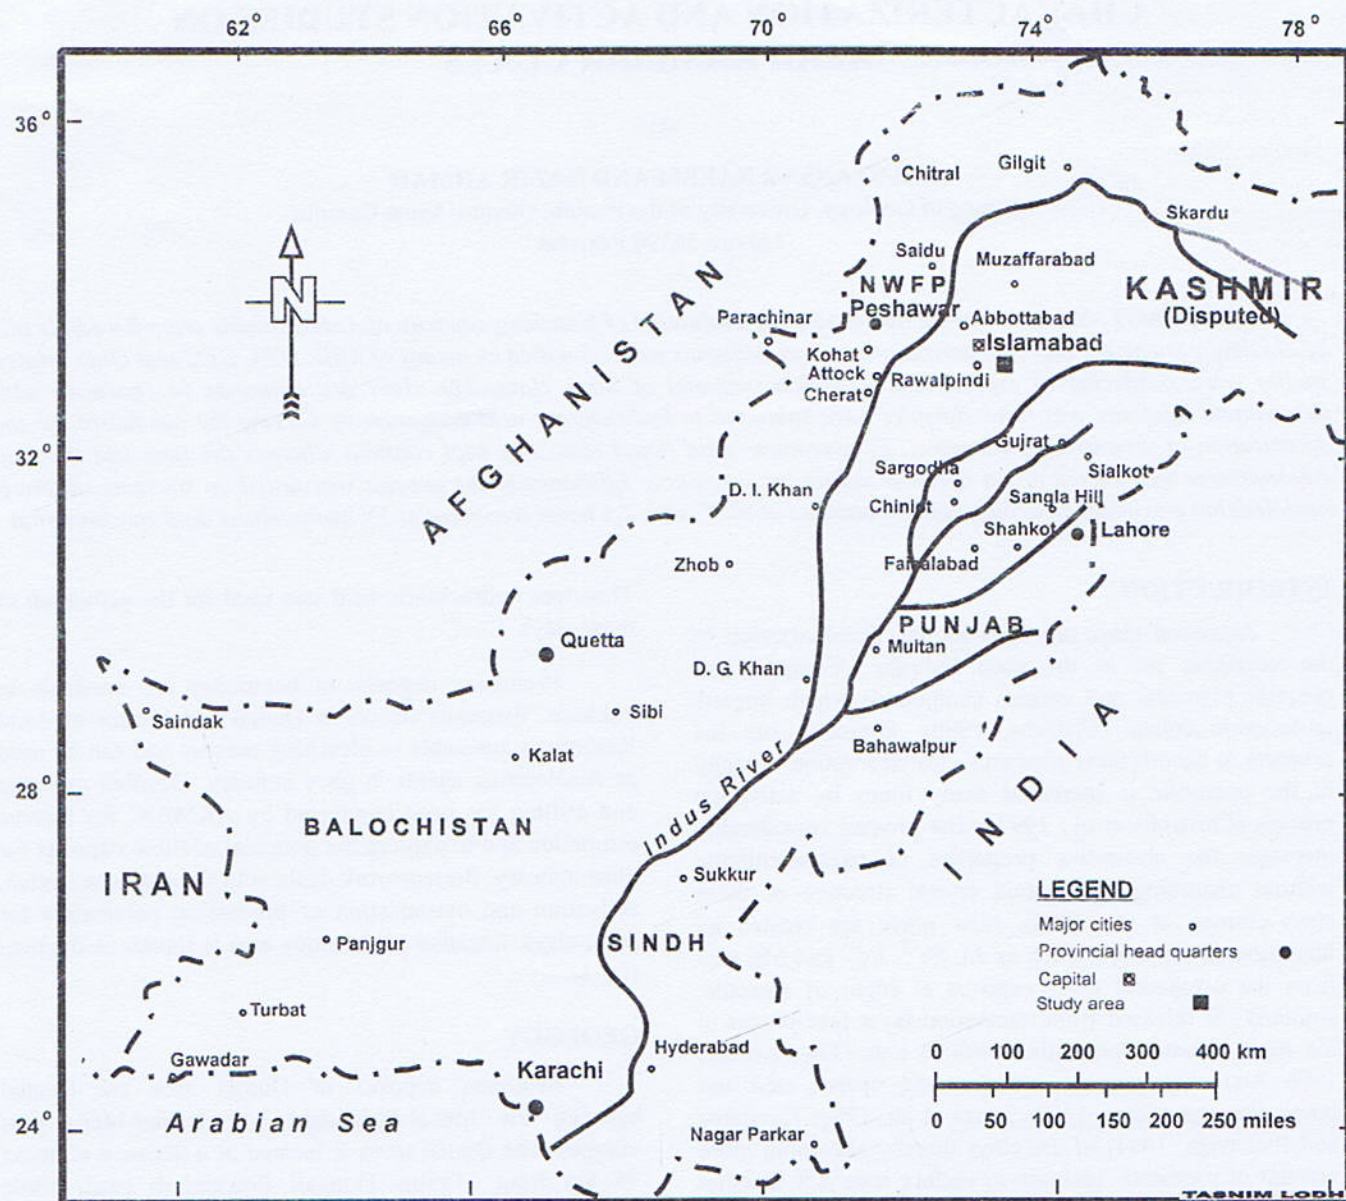 62° 66° 70° 74° 78°
36°
Chitral
Gilgit
Skardu
Saidu
Muzaffarabad
NWFP
KASHMIR
(Disputed)
Peshawar
Parachinar
Abbottabad
Islamabad
Kohat
Attock
Rawalpindi
Cherat
N
AFGHANISTAN
32°
Gujrat
Sialkot
Sargodha
D. I. Khan
Chiniot
Sangla Hill
Shahkot
Lahore
Zhob
Faisalabad
PUNJAB
Quetta
Multan
D. G. Khan
Saindak
Sibi
Bahawalpur
Kalat
INDIA
28°
Indus River
BALOCHISTAN
IRAN
Sukkur
Panjgur
SINDH
Turbat
Gawadar
Hyderabad
Karachi
24°
Arabian Sea
Nagar Parkar
LEGEND
Major cities
Provincial head quarters
Capital
Study area
0 100 200 300 400 km
0 50 100 150 200 250 miles